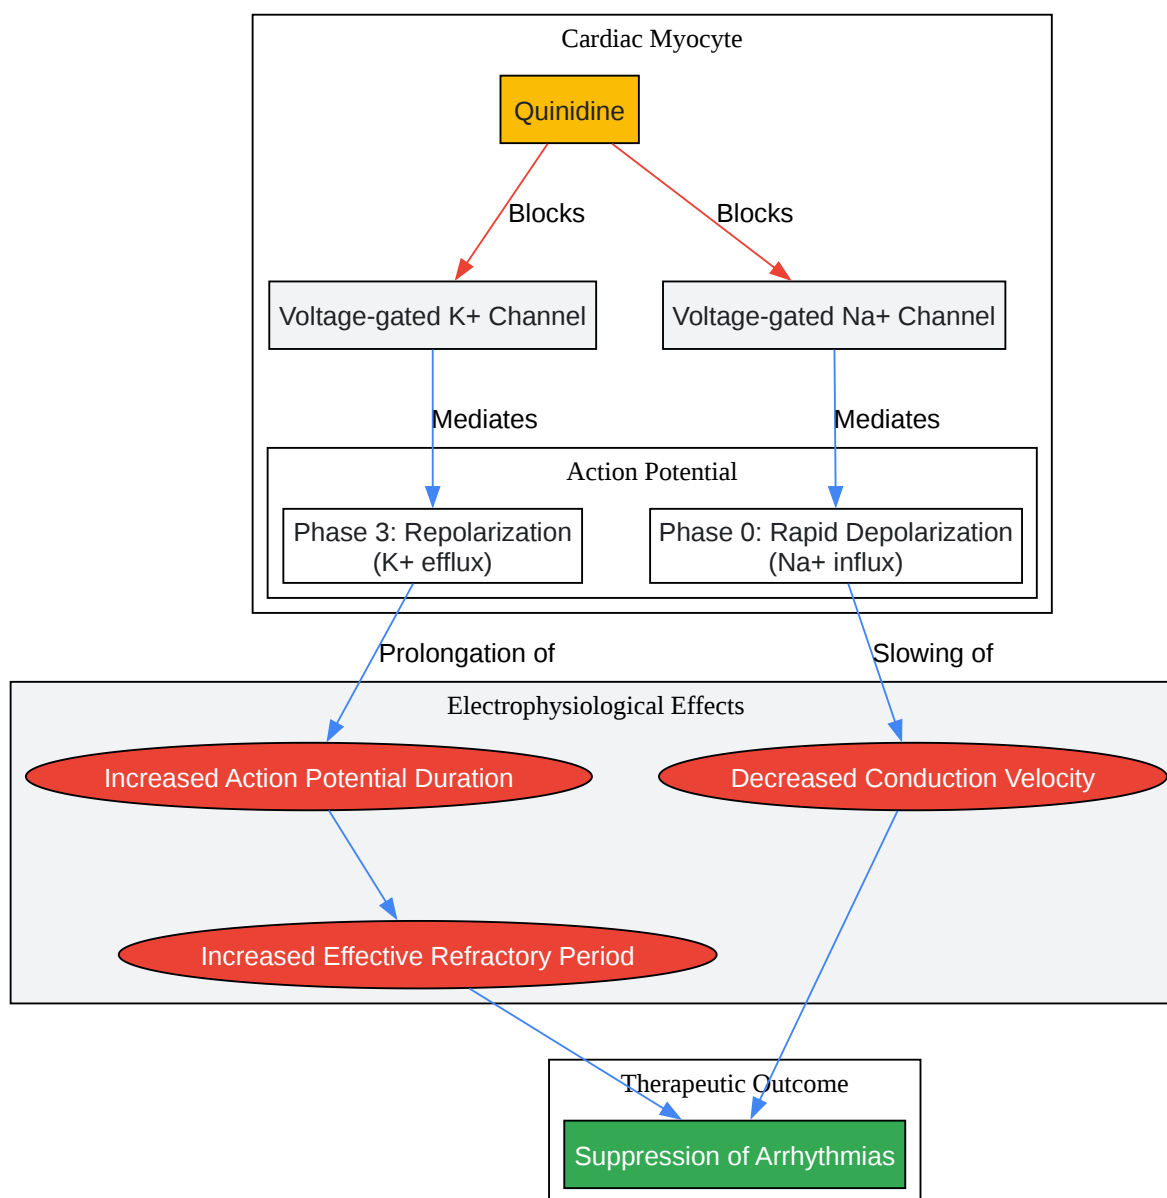 Cardiac Myocyte
Quinidine
Blocks
Blocks
Voltage-gated K+ Channel
Voltage-gated Na+ Channel
Mediates
Mediates
Action Potential
Phase 3: Repolarization
(K+ efflux)
Phase 0: Rapid Depolarization
(Na+ influx)
Prolongation of
Slowing of
Electrophysiological Effects
Increased Action Potential Duration
Decreased Conduction Velocity
Increased Effective Refractory Period
Therapeutic Outcome
Suppression of Arrhythmias